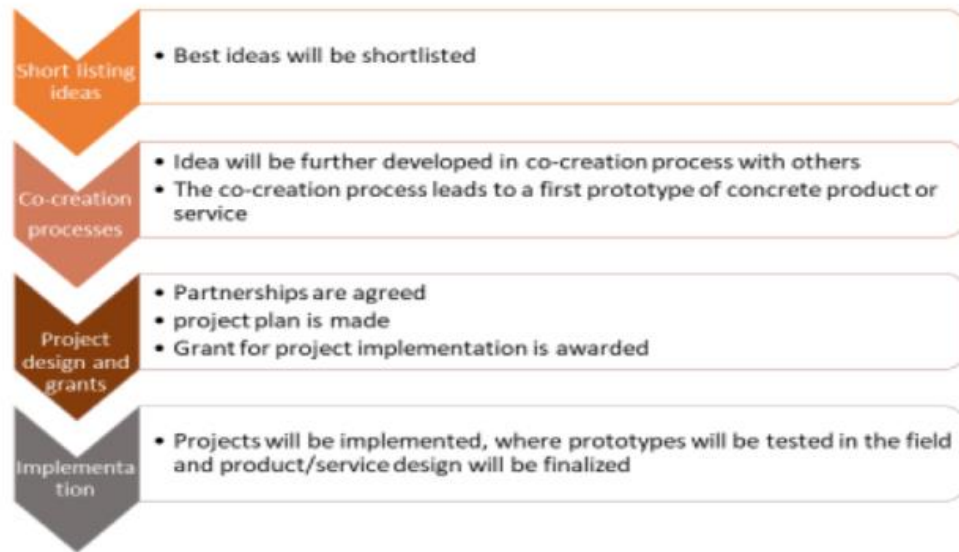 Short listing
ideas
• Best ideas will be shortlisted
Co-creation
processes
• Idea will be further developed in co-creation process with others
• The co-creation process leads to a first prototype of concrete product or
service
Project
design and
grants
• Partnerships are agreed
• project plan is made
• Grant for project implementation is awarded
Implementa
tion
• Projects will be implemented, where prototypes will be tested in the field
and product/service design will be finalized